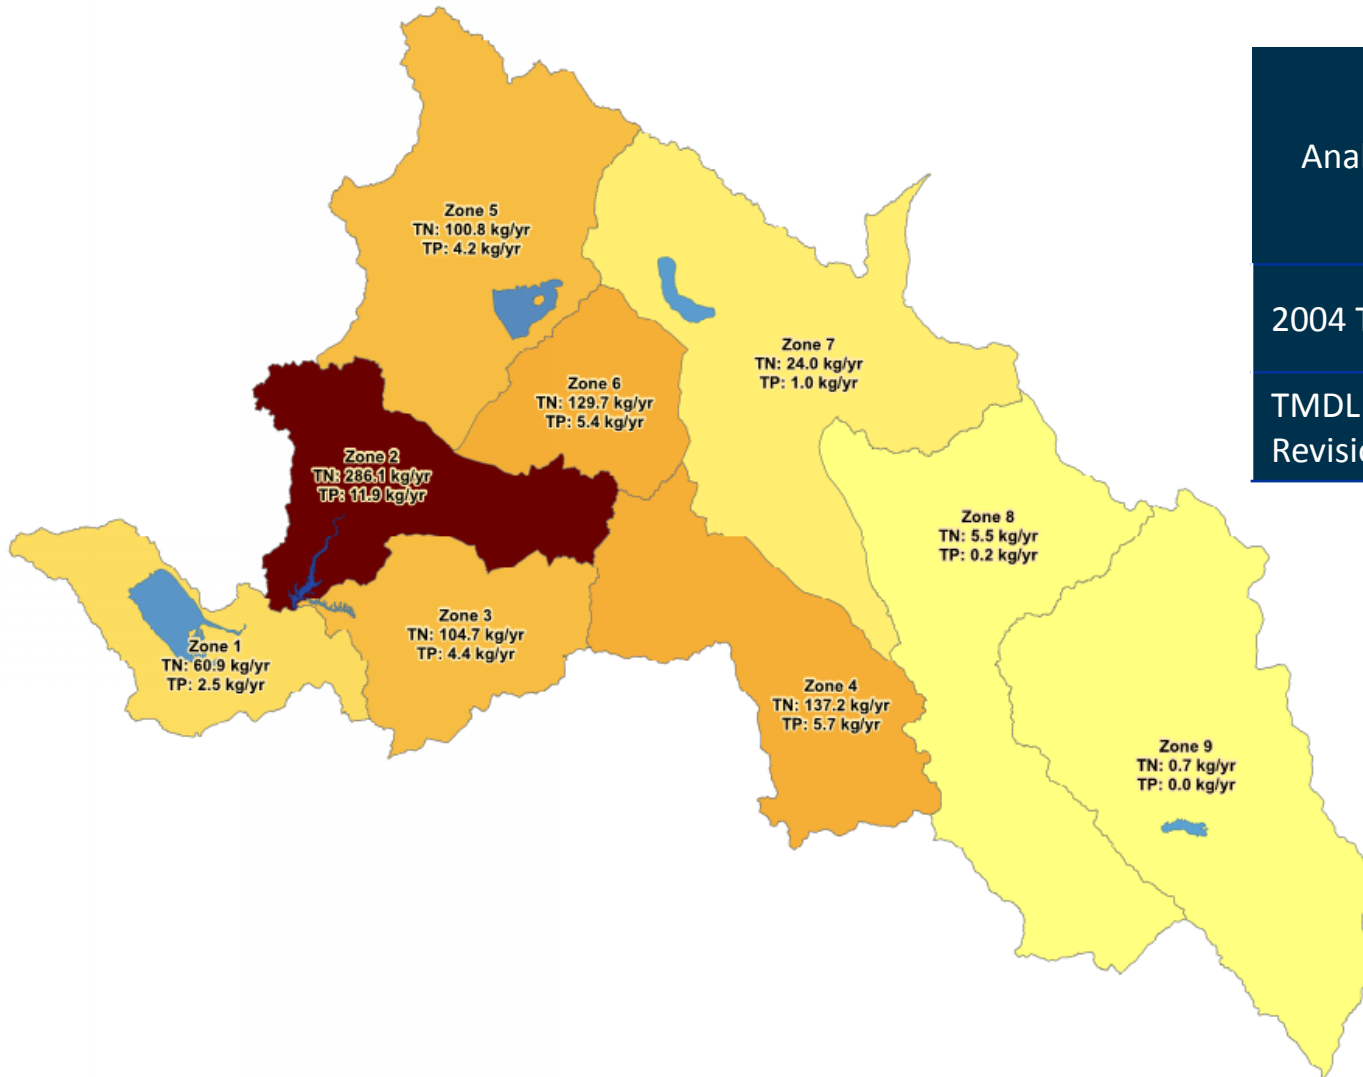 Zone 5
TN: 100.8 kg/yr
TP: 4.2 kg/yr
Zone 7
TN: 24.0 kg/yr
TP: 1.0 kg/yr
Zone 6
TN: 129.7 kg/yr
TP: 5.4 kg/yr
Zone 2
TN: 286.1 kg/yr
TP: 11.9 kg/yr
Zone 8
TN: 5.5 kg/yr
TP: 0.2 kg/yr
Zone 3
TN: 104.7 kg/yr
TP: 4.4 kg/yr
Zone 1
TN: 60.9 kg/yr
TP: 2.5 kg/yr
Zone 4
TN: 137.2 kg/yr
TP: 5.7 kg/yr
Zone 9
TN: 0.7 kg/yr
TP: 0.0 kg/yr
Ana
2004 T
TMDL
Revisi